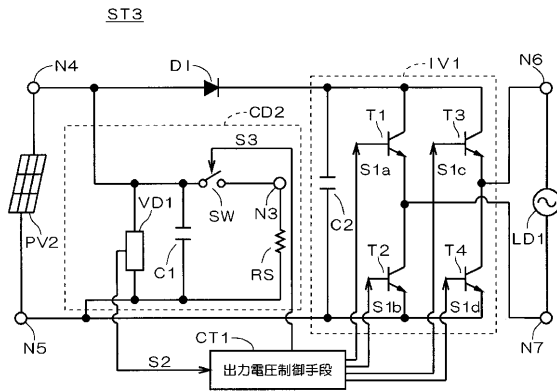 ST3
N4
D1
IV1
N6
CD2
T1
T3
S3
S1a
S1c
VD1
SW
N3
C2
LD1
PV2
C1
RS
T2
T4
S1b
S1d
N5
CT1
N7
S2
出力電圧制御手段